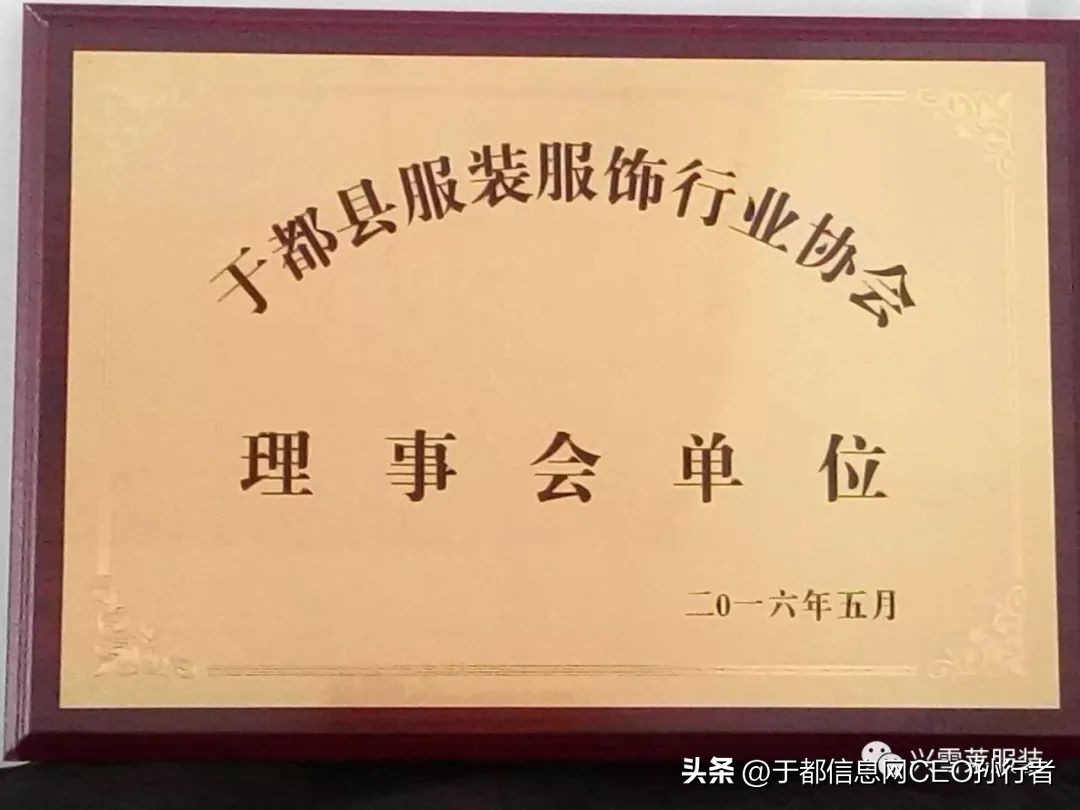 于都县服装服饰行业协会
理事会单位
二0一六年五月
兴雪莱服装
头条 @于都信息网CEO孙行者